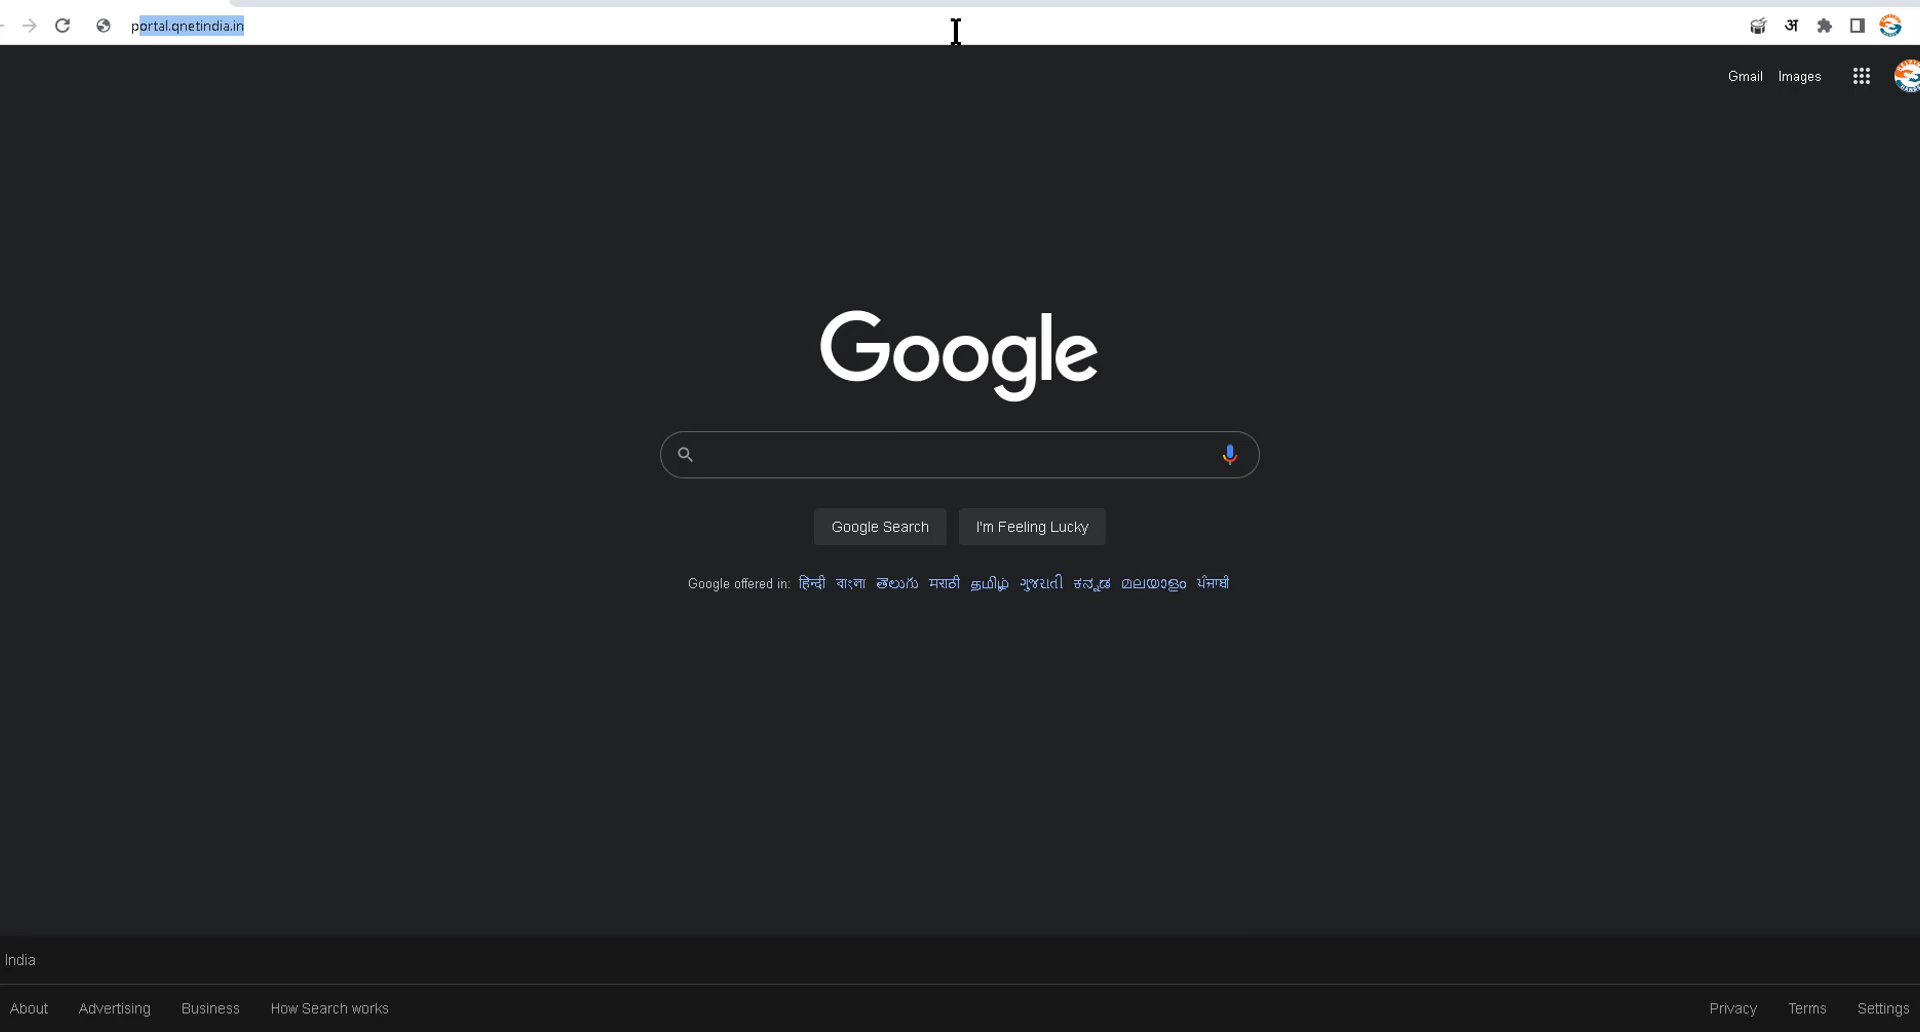 portal.qnetindia.in
अ
Gmail Images
Google
Google Search I'm Feeling Lucky
Google offered in: हिन्दी বাংলা తెలుగు मराठी தமிழ் ગુજરાતી ಕನ್ನಡ മലയാളം ਪੰਜਾਬੀ
India
About Advertising Business How Search works Privacy Terms Settings